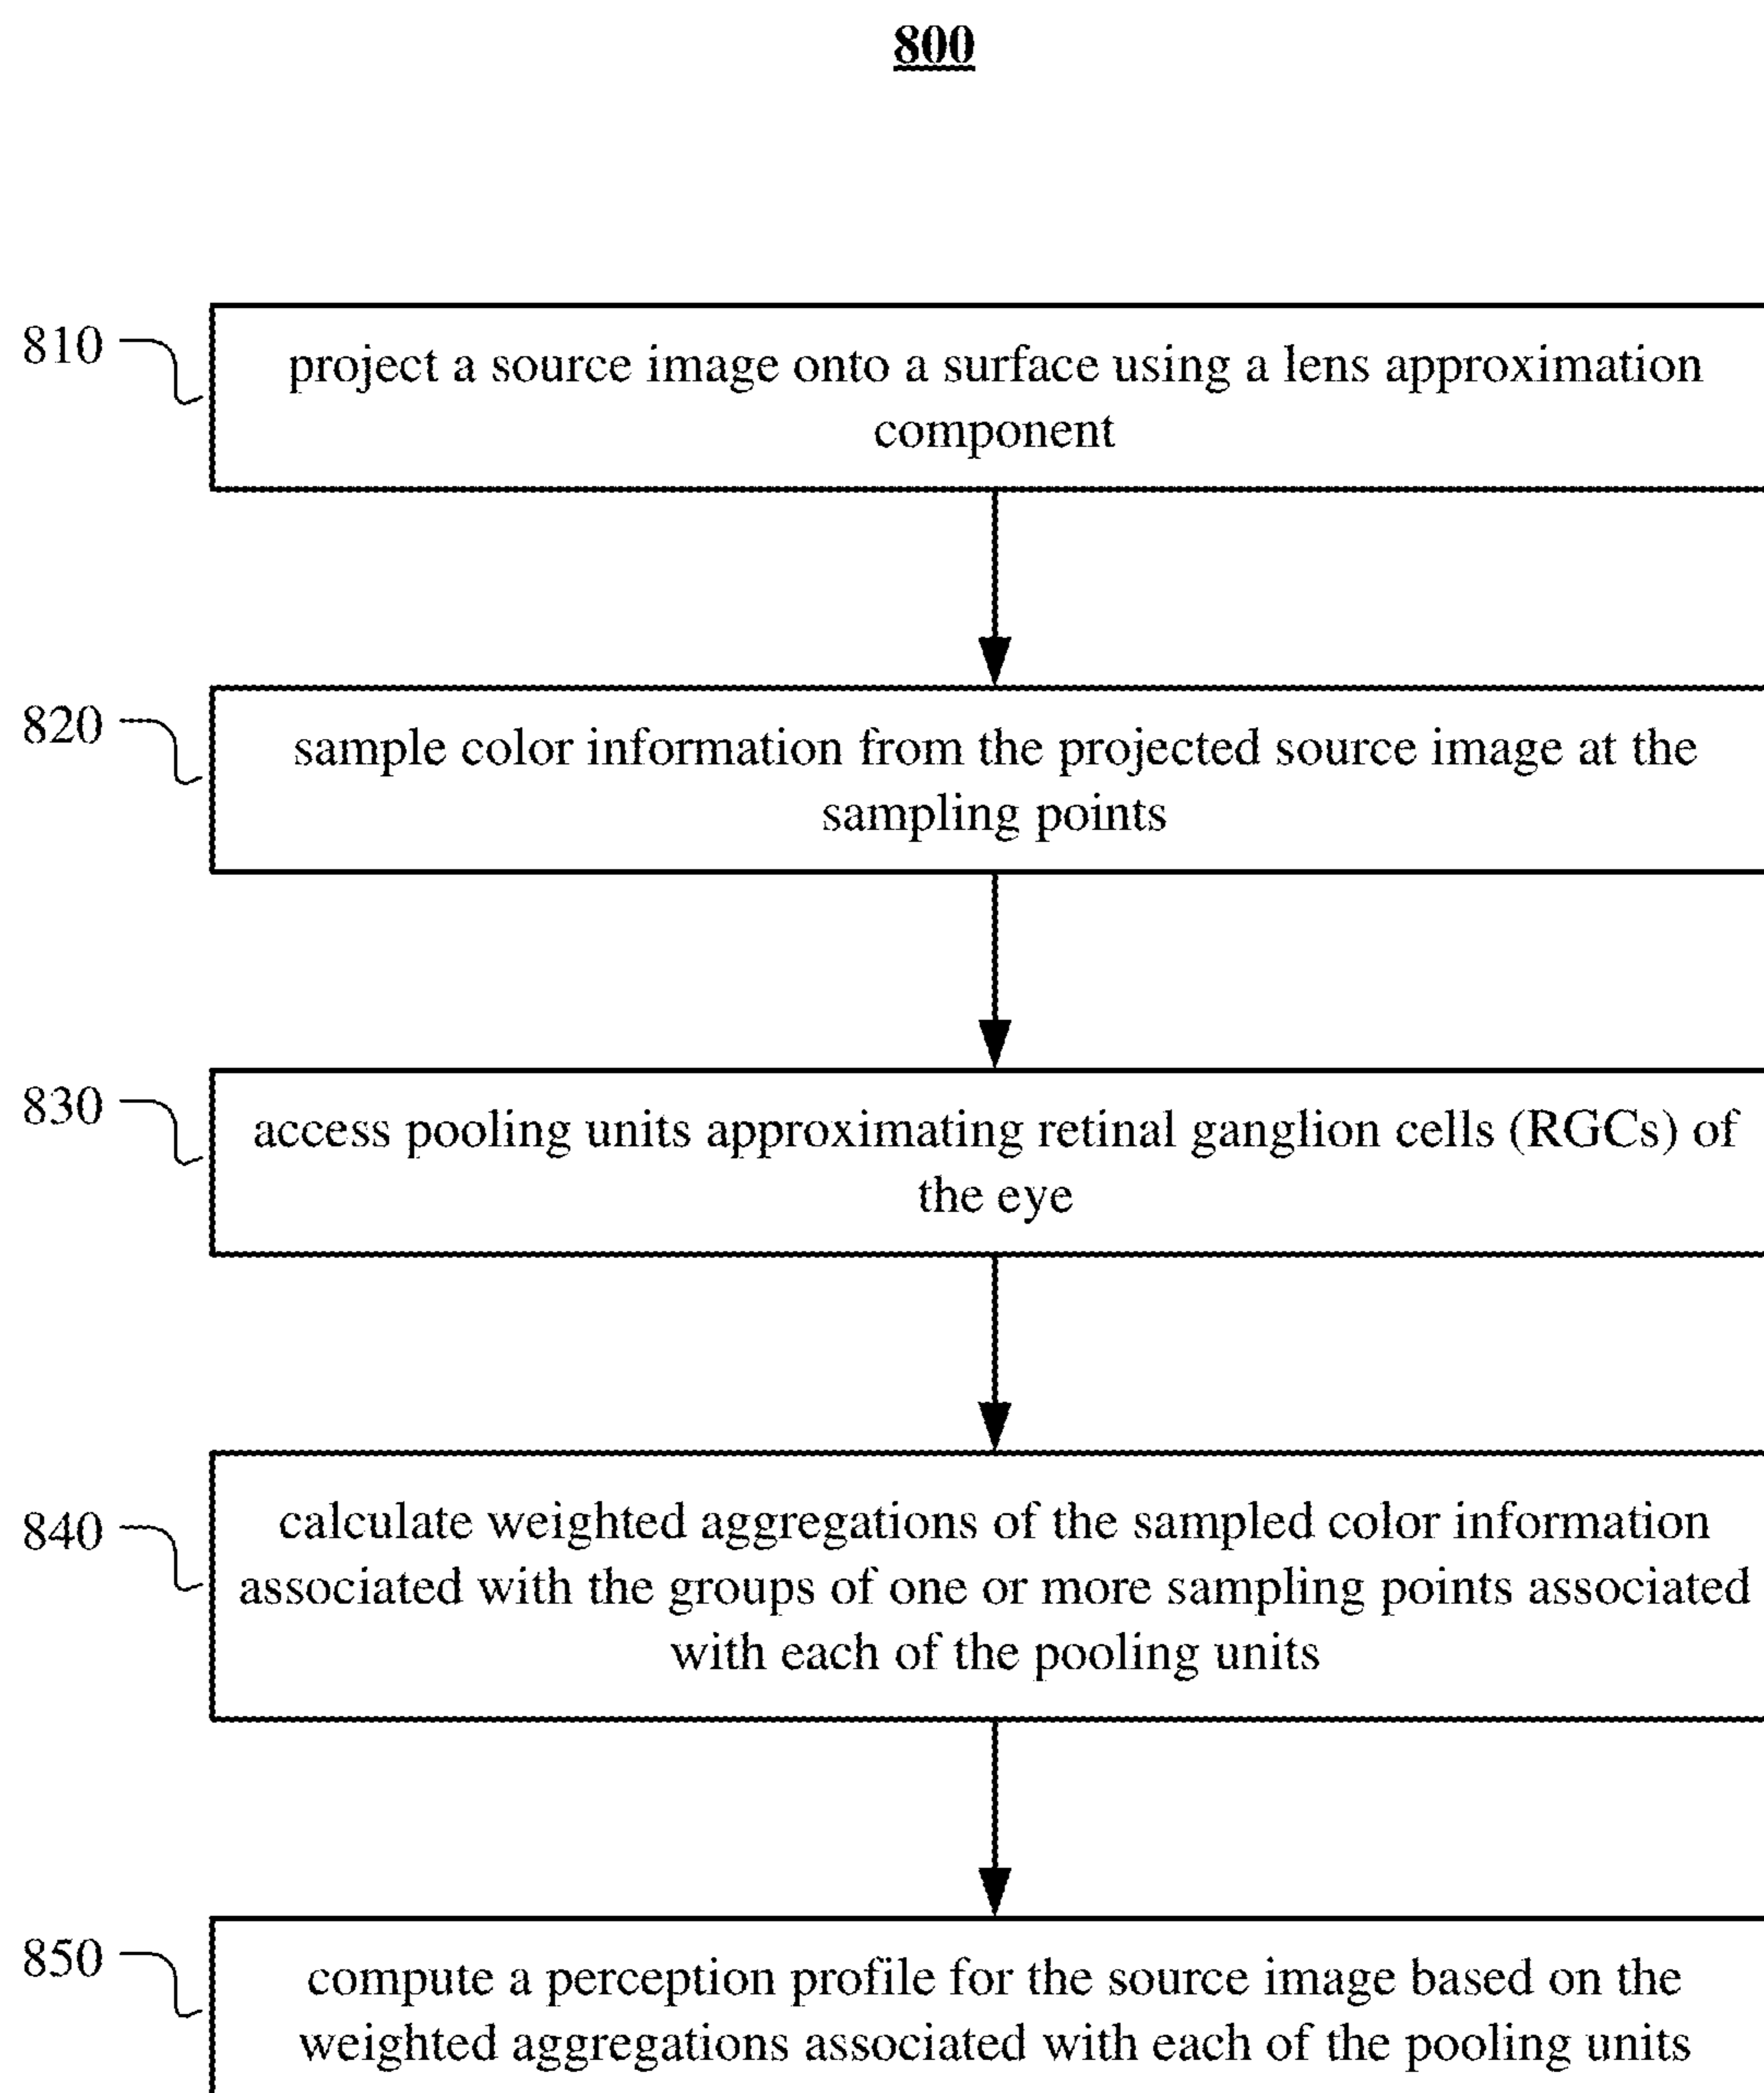 800
810
project a source image onto a surface using a lens approximation
component
820
sample color information from the projected source image at the
sampling points
830
access pooling units approximating retinal ganglion cells (RGCs) of
the eye
840
calculate weighted aggregations of the sampled color information
associated with the groups of one or more sampling points associated
with each of the pooling units
850
compute a perception profile for the source image based on the
weighted aggregations associated with each of the pooling units